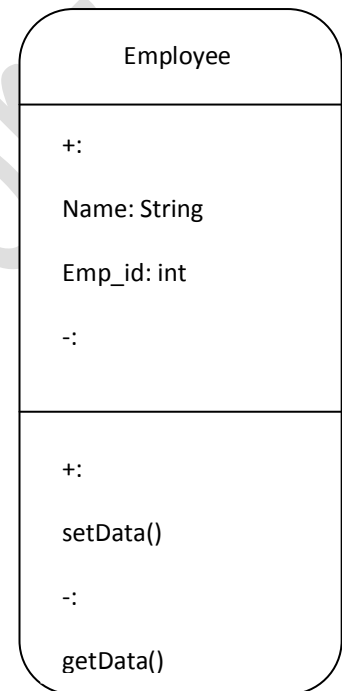 Employee
+:
Name: String
Emp_id: int
-:
+:
setData()
-:
getData()